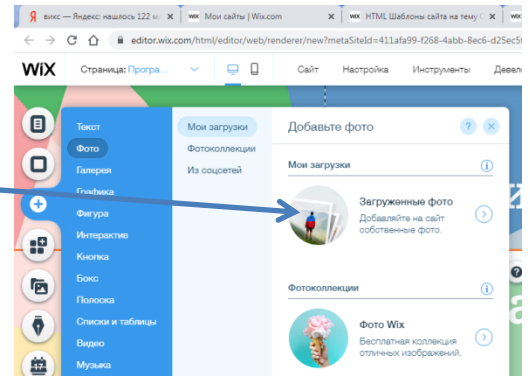 викс — Яндекс: нашлось 122 мл
Мои сайты | Wix.com
HTML Шаблоны сайта на тему
editor.wix.com/html/editor/web/renderer/new?metaSiteId=411afa99-f268-4abb-8ec6-d25ec5
WiX
Страница: Програ...
Сайт
Настройка
Инструменты
Девел
Текст
Фото
Галерея
Графика
Фигура
Интерактив
Кнопка
Бокс
Полоска
Списки и таблицы
Видео
Музыка
Мои загрузки
Фотоколлекции
Из соцсетей
Добавьте фото
?
Мои загрузки
Загруженные фото
Добавляйте на сайт
собственные фото.
Фотоколлекции
Фото Wix
Бесплатная коллекция
отличных изображений.